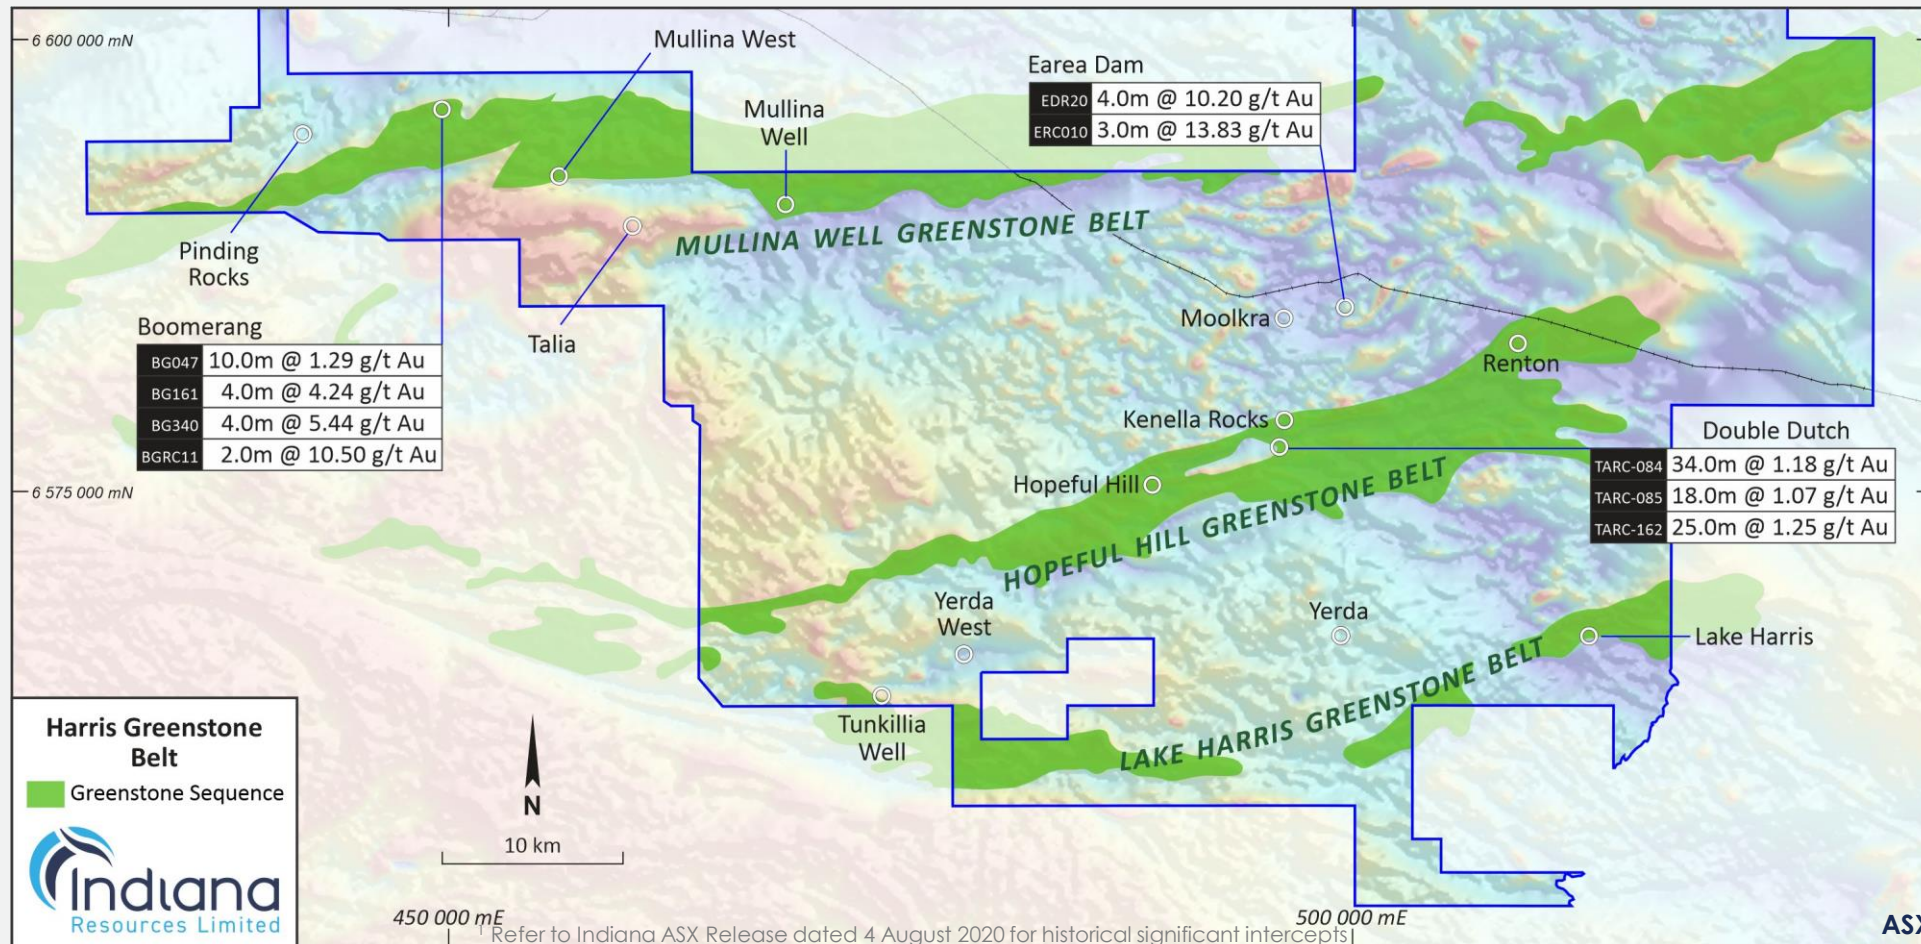 6 600 000 mN
Mullina West
Earea Dam
EDR20 4.0m @ 10.20 g/t Au
ERC010 3.0m @ 13.83 g/t Au
Mullina
Well
MULLINA WELL GREENSTONE BELT
Pinding
Rocks
Boomerang
BG047 10.0m @ 1.29 g/t Au
BG161 4.0m @ 4.24 g/t Au
BG340 4.0m @ 5.44 g/t Au
BGRC11 2.0m @ 10.50 g/t Au
Talia
Moolkra
Renton
Kenella Rocks
Double Dutch
TARC-084 34.0m @ 1.18 g/t Au
TARC-085 18.0m @ 1.07 g/t Au
TARC-162 25.0m @ 1.25 g/t Au
6 575 000 mN
Hopeful Hill
HOPEFUL HILL GREENSTONE BELT
Yerda
West
Yerda
Lake Harris
Tunkillia
Well
LAKE HARRIS GREENSTONE BELT
Harris Greenstone
Belt
Greenstone Sequence
Indiana
Resources Limited
N
10 km
450 000 mE
500 000 mE
1 Refer to Indiana ASX Release dated 4 August 2020 for historical significant intercepts
ASX